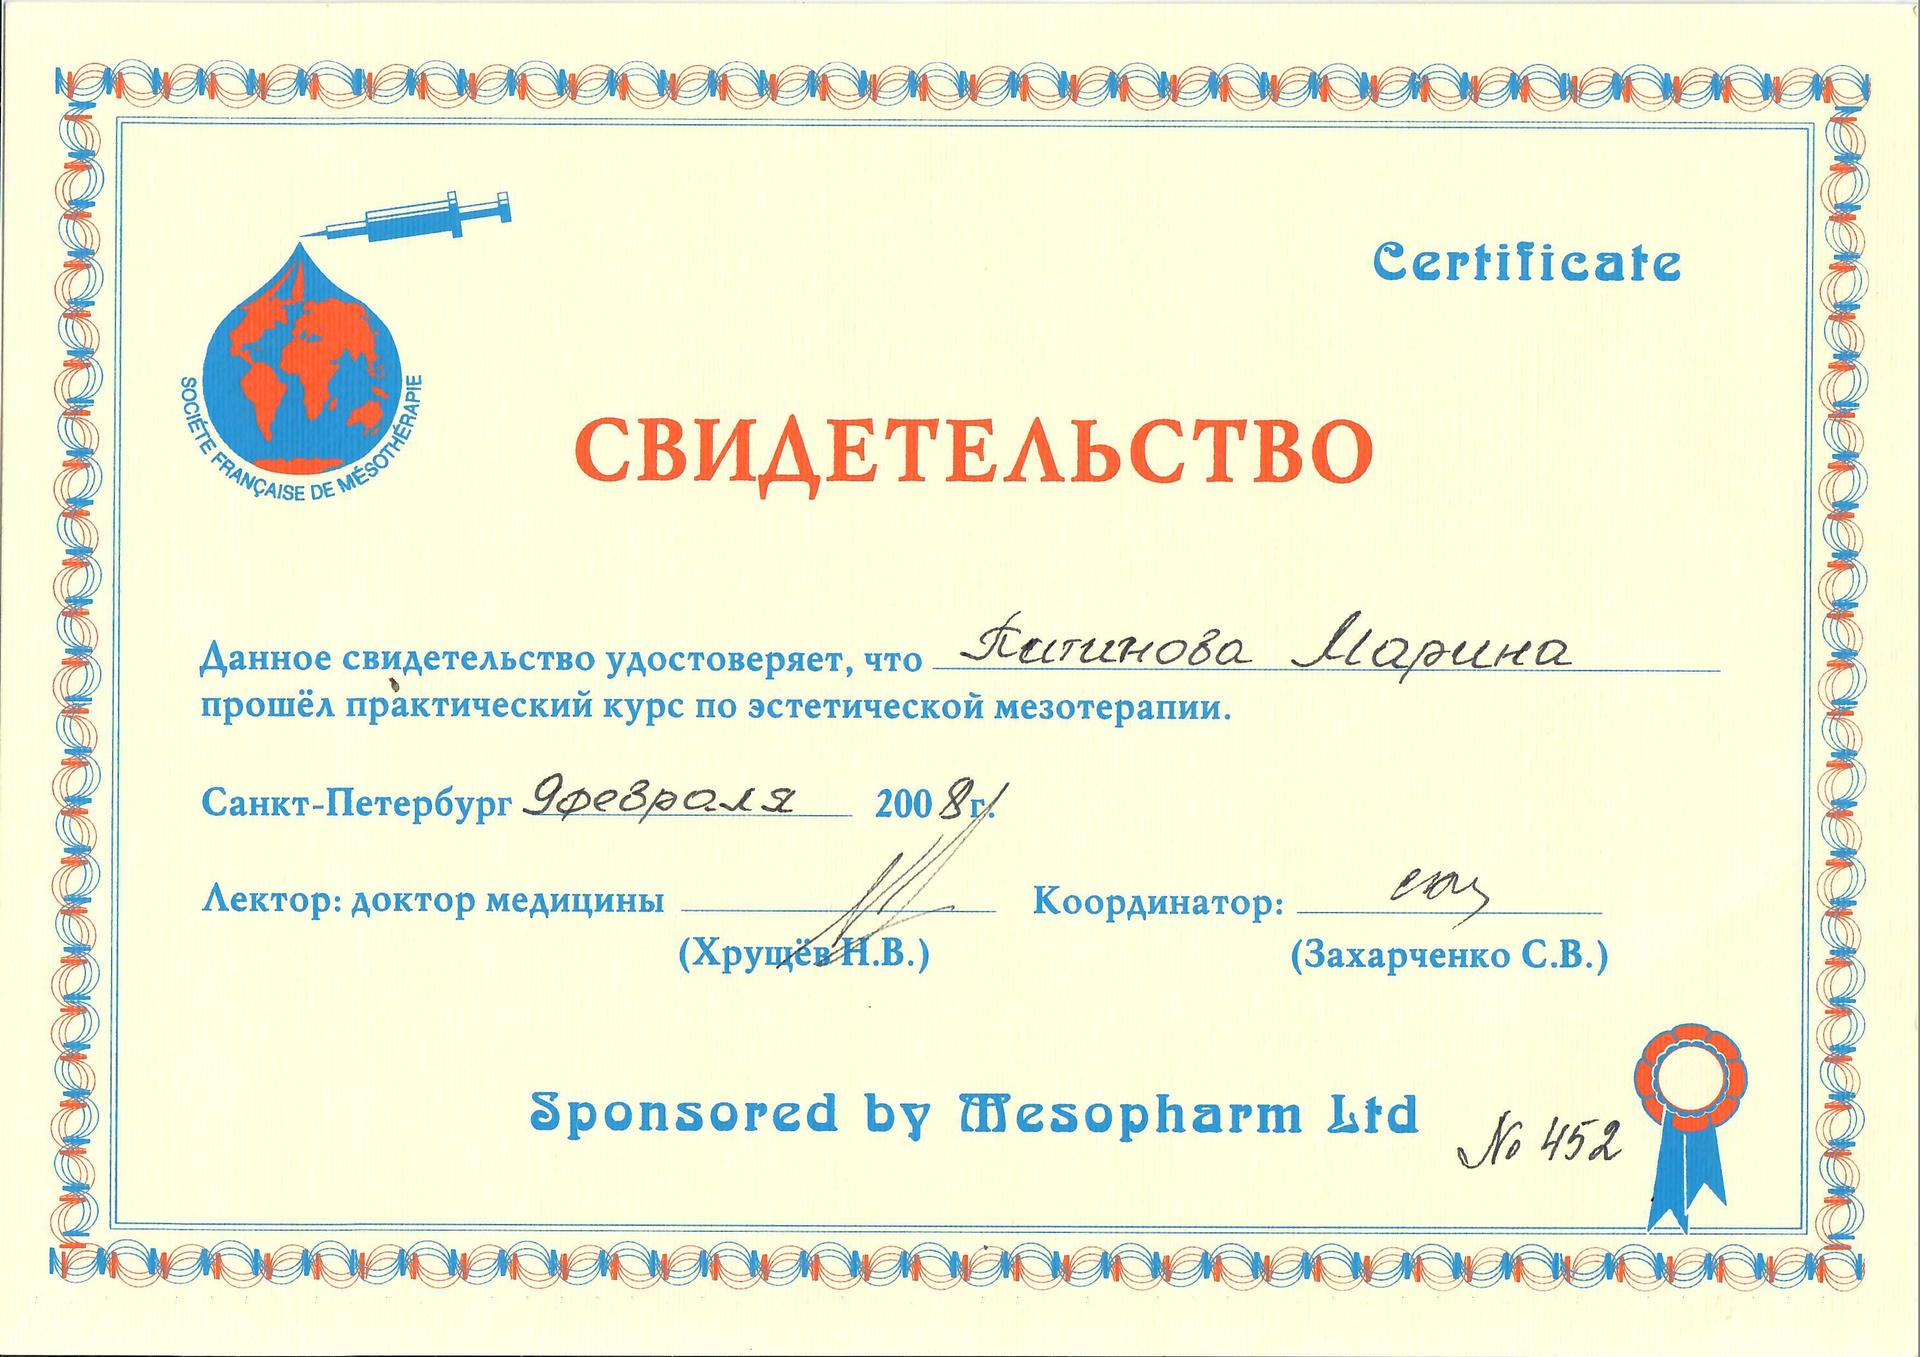 Certificate
SOCIÉTÉ FRANÇAISE DE MÉSOTHÉRAPIE
СВИДЕТЕЛЬСТВО
Данное свидетельство удостоверяет, что Питинова Марина
прошёл практический курс по эстетической мезотерапии.
Санкт-Петербург 9 февраля 2008 г.
Лектор: доктор медицины Координатор:
(Хрущёв Н.В.) (Захарченко С.В.)
Sponsored by Mesopharm Ltd
№ 452